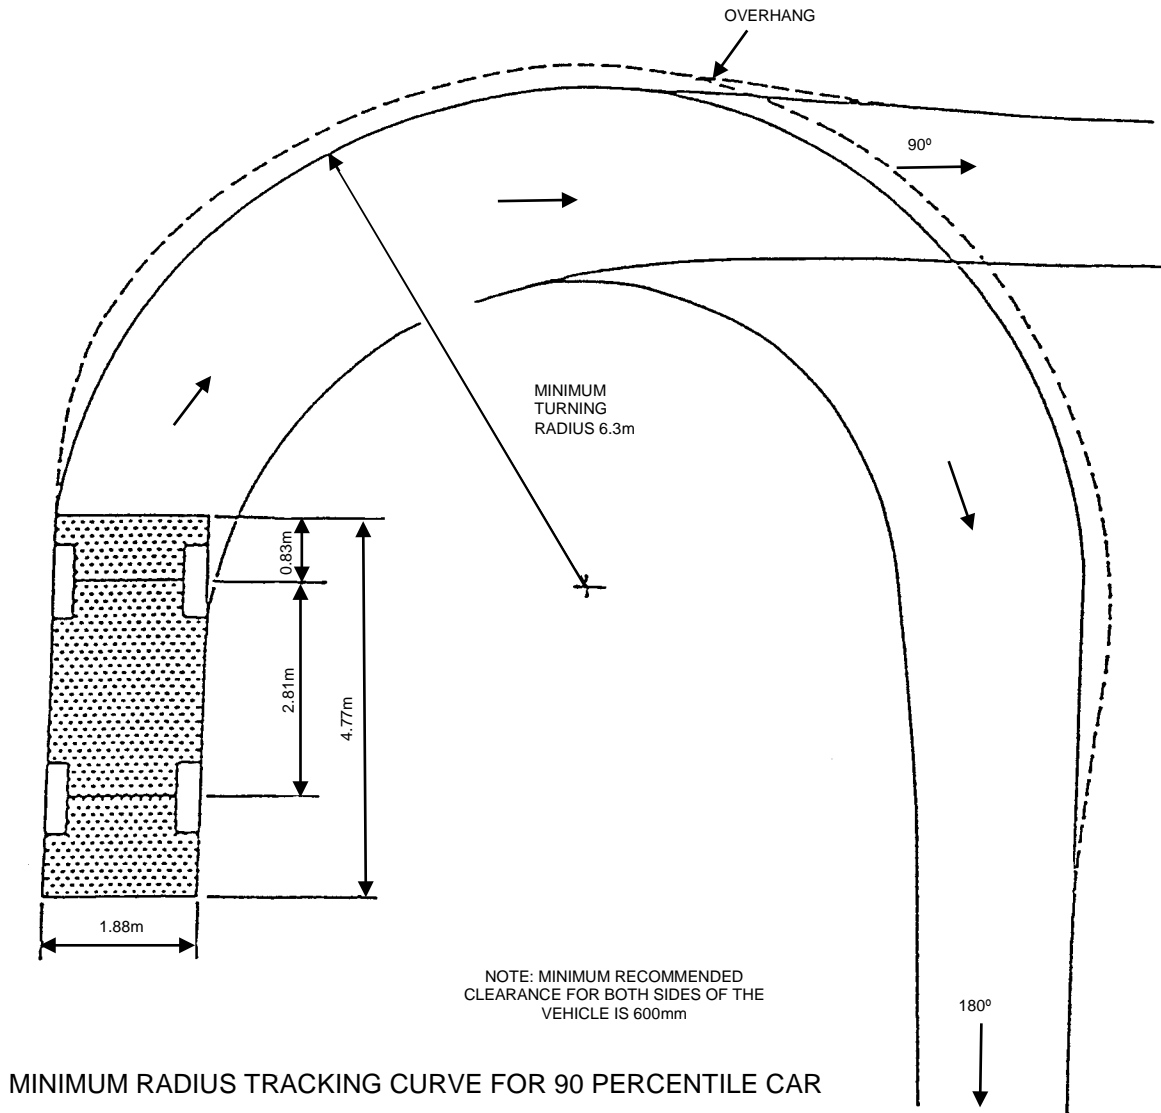 OVERHANG
90º
MINIMUM
TURNING
RADIUS 6.3m
0.83m
2.81m
4.77m
1.88m
NOTE: MINIMUM RECOMMENDED
CLEARANCE FOR BOTH SIDES OF THE
VEHICLE IS 600mm
180º
MINIMUM RADIUS TRACKING CURVE FOR 90 PERCENTILE CAR